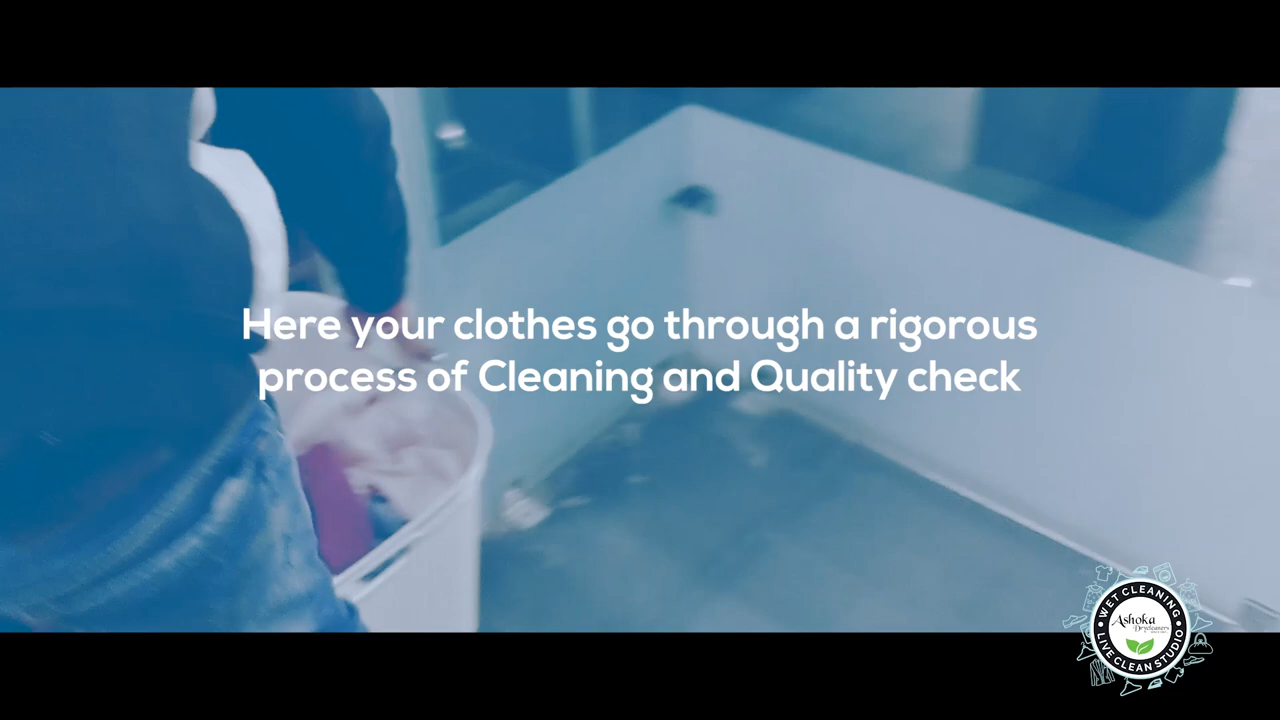 Here your clothes go through a rigorous
process of Cleaning and Quality check
WET CLEANING
Ashoka
Drycleaners
LIVE CLEAN STUDIO